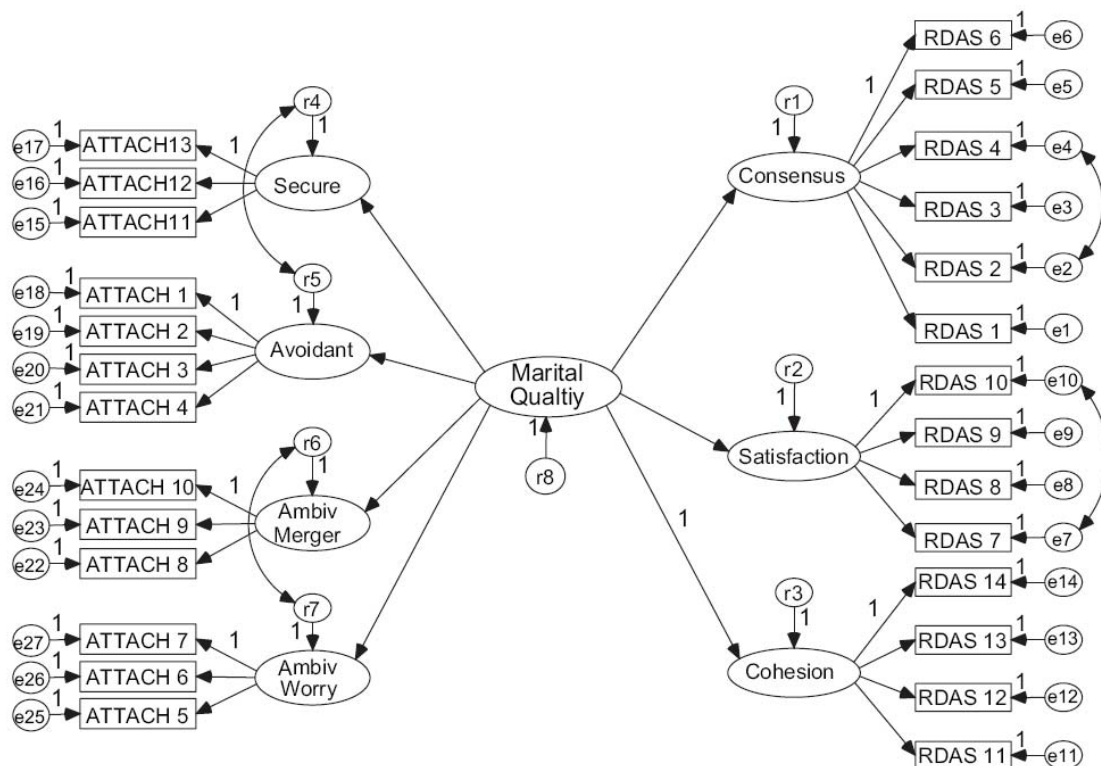 1
RDAS 6
e6
1
RDAS 5
1
e5
r1
1
RDAS 4
1
e4
Consensus
RDAS 3
1
e3
RDAS 2
1
e2
RDAS 1
1
e1
r4
1
e17
1
ATTACH13
1
e16
1
ATTACH12
Secure
e15
1
ATTACH11
r5
1
e18
1
ATTACH 1
1
e19
1
ATTACH 2
Avoidant
e20
1
ATTACH 3
e21
1
ATTACH 4
Marital
Qualtiy
1
r8
r2
1
1
RDAS 10
1
e10
RDAS 9
1
e9
Satisfaction
RDAS 8
1
e8
RDAS 7
1
e7
r6
1
e24
1
ATTACH 10
1
e23
1
ATTACH 9
Ambiv
Merger
e22
1
ATTACH 8
1
r3
1
1
RDAS 14
1
e14
RDAS 13
1
e13
Cohesion
RDAS 12
1
e12
RDAS 11
1
e11
r7
1
e27
1
ATTACH 7
1
e26
1
ATTACH 6
Ambiv
Worry
e25
1
ATTACH 5